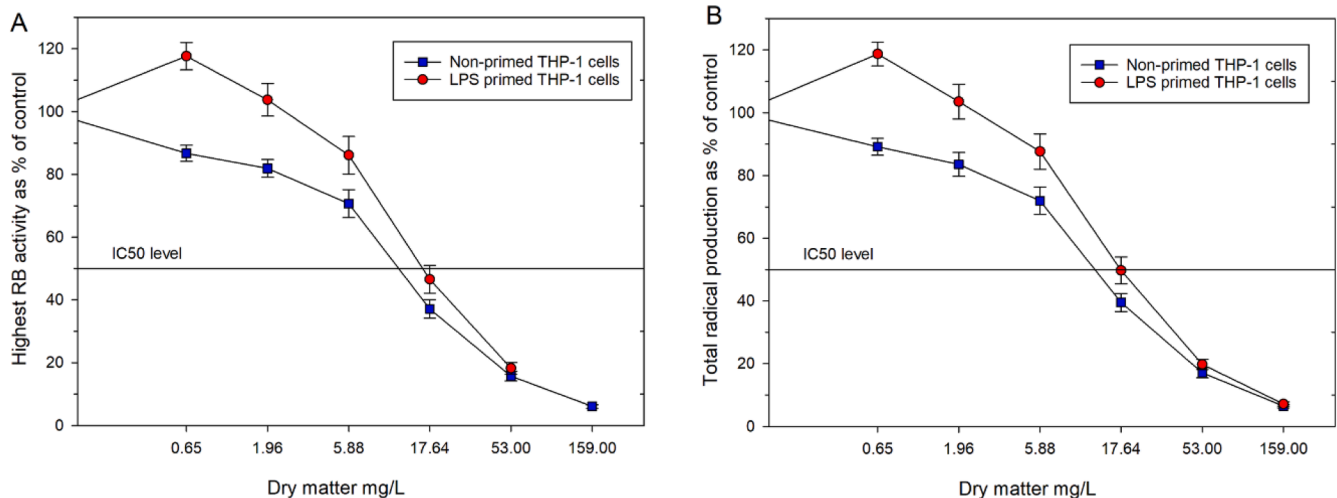 A
Highest RB activity as % of control
120
100
80
60
40
20
0
Non-primed THP-1 cells
LPS primed THP-1 cells
IC50 level
0.65 1.96 5.88 17.64 53.00 159.00
Dry matter mg/L
B
Total radical production as % of control
120
100
80
60
40
20
0
Non-primed THP-1 cells
LPS primed THP-1 cells
IC50 level
0.65 1.96 5.88 17.64 53.00 159.00
Dry matter mg/L